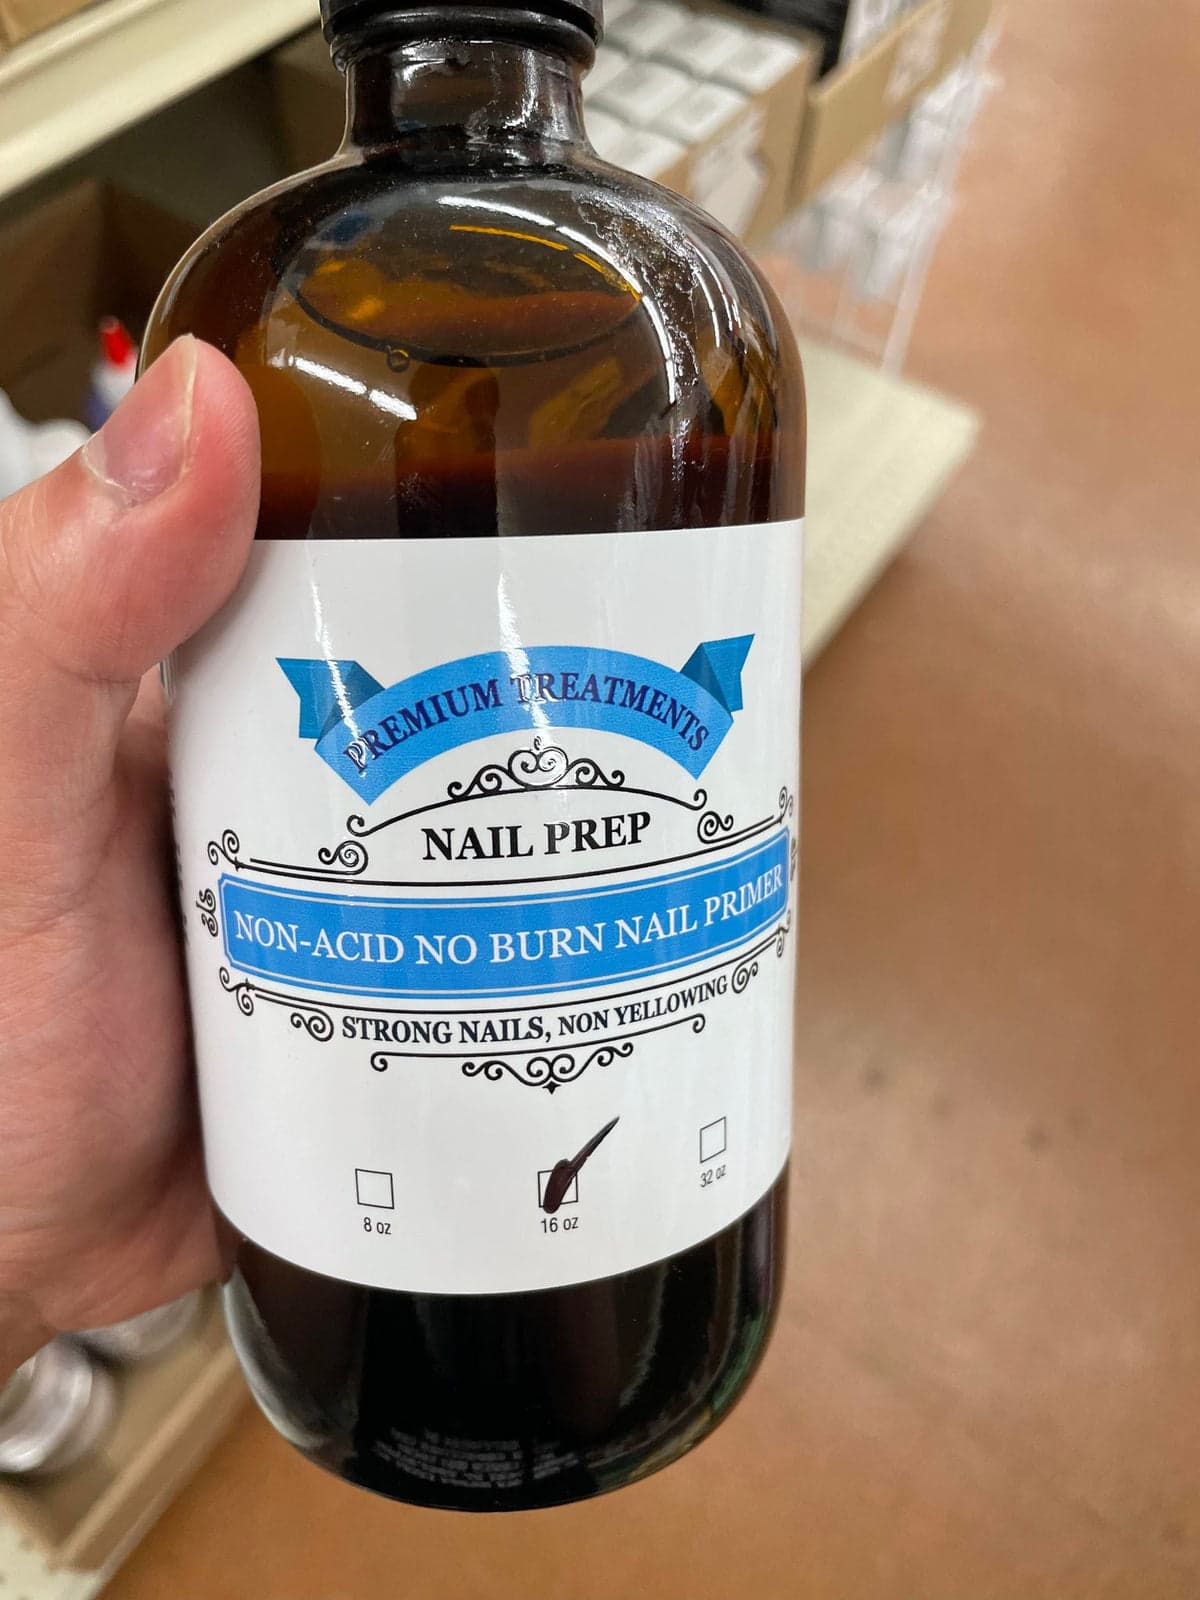 PREMIUM TREATMENTS
NAIL PREP
NON-ACID NO BURN NAIL PRIMER
STRONG NAILS, NON YELLOWING
8 oz
16 oz
32 oz